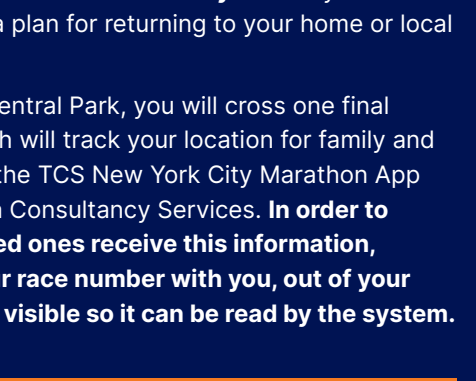 a plan for returning to your home or local
entral Park, you will cross one final
h will track your location for family and
the TCS New York City Marathon App
Consultancy Services. In order to
ed ones receive this information,
r race number with you, out of your
visible so it can be read by the system.